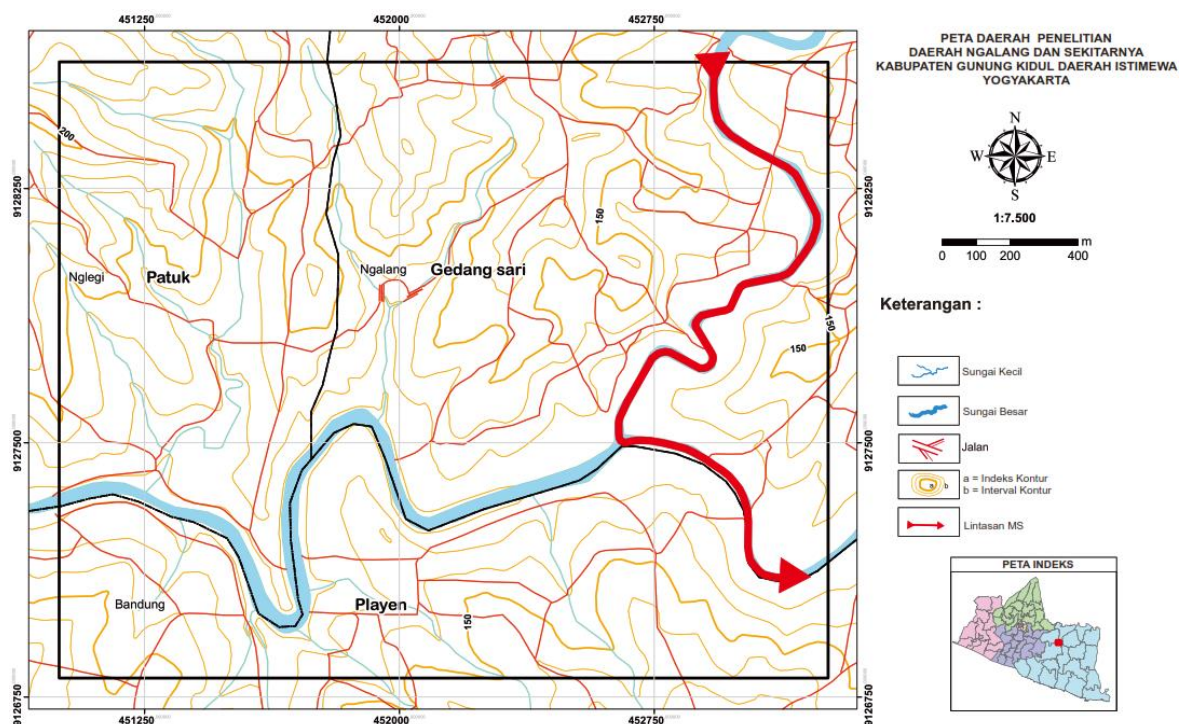 451250
452000
452750
PETA DAERAH PENELITIAN
DAERAH NGALANG DAN SEKITARNYA
KABUPATEN GUNUNG KIDUL DAERAH ISTIMEWA
YOGYAKARTA
N
W E
S
1:7.500
0 100 200 400 m
Keterangan :
Sungai Kecil
Sungai Besar
Jalan
a b
a = Indeks Kontur
b = Interval Kontur
Lintasan MS
PETA INDEKS
200
9128250
9128250
150
Nglegi
Patuk
Ngalang
Gedang sari
150
150
9127500
9127500
Bandung
Playen
150
9126750
9126750
451250
452000
452750